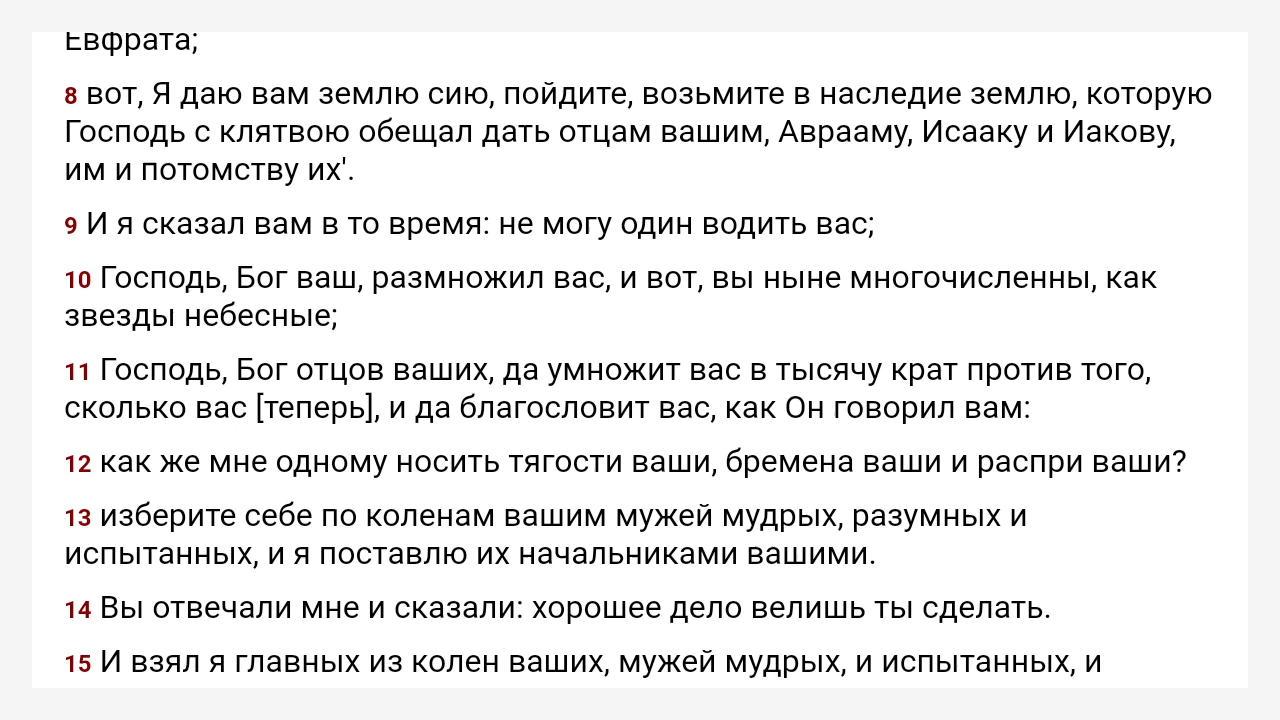 Евфрата;
8 вот, Я даю вам землю сию, пойдите, возьмите в наследие землю, которую
Господь с клятвою обещал дать отцам вашим, Аврааму, Исааку и Иакову,
им и потомству их'.
9 И я сказал вам в то время: не могу один водить вас;
10 Господь, Бог ваш, размножил вас, и вот, вы ныне многочисленны, как
звезды небесные;
11 Господь, Бог отцов ваших, да умножит вас в тысячу крат против того,
сколько вас [теперь], и да благословит вас, как Он говорил вам:
12 как же мне одному носить тягости ваши, бремена ваши и распри ваши?
13 изберите себе по коленам вашим мужей мудрых, разумных и
испытанных, и я поставлю их начальниками вашими.
14 Вы отвечали мне и сказали: хорошее дело велишь ты сделать.
15 И взял я главных из колен ваших, мужей мудрых, и испытанных, и